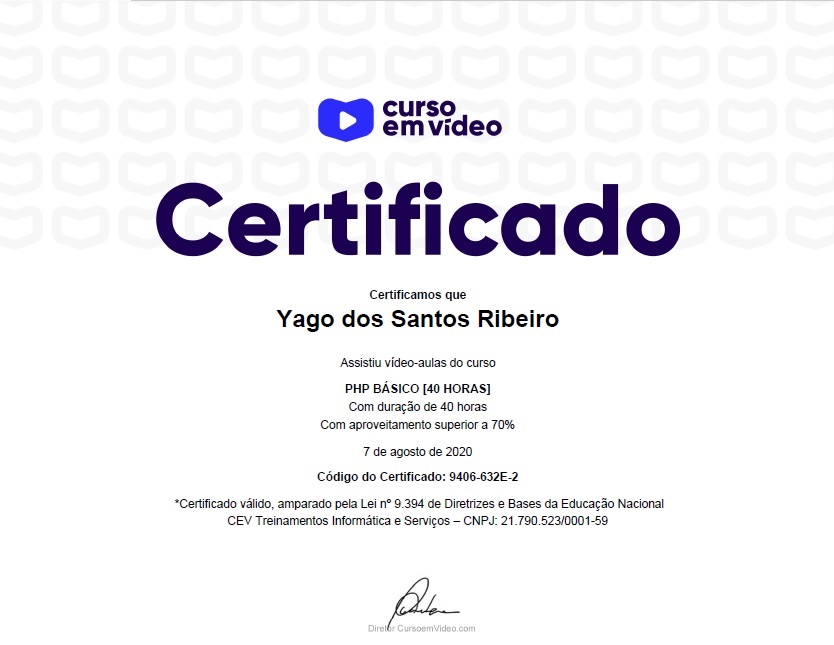 curso
em vídeo
Certificado
Certificamos que
Yago dos Santos Ribeiro
Assistiu vídeo-aulas do curso
PHP BÁSICO [40 HORAS]
Com duração de 40 horas
Com aproveitamento superior a 70%
7 de agosto de 2020
Código do Certificado: 9406-632E-2
*Certificado válido, amparado pela Lei nº 9.394 de Diretrizes e Bases da Educação Nacional
CEV Treinamentos Informática e Serviços – CNPJ: 21.790.523/0001-59
Diretor CursoemVideo.com